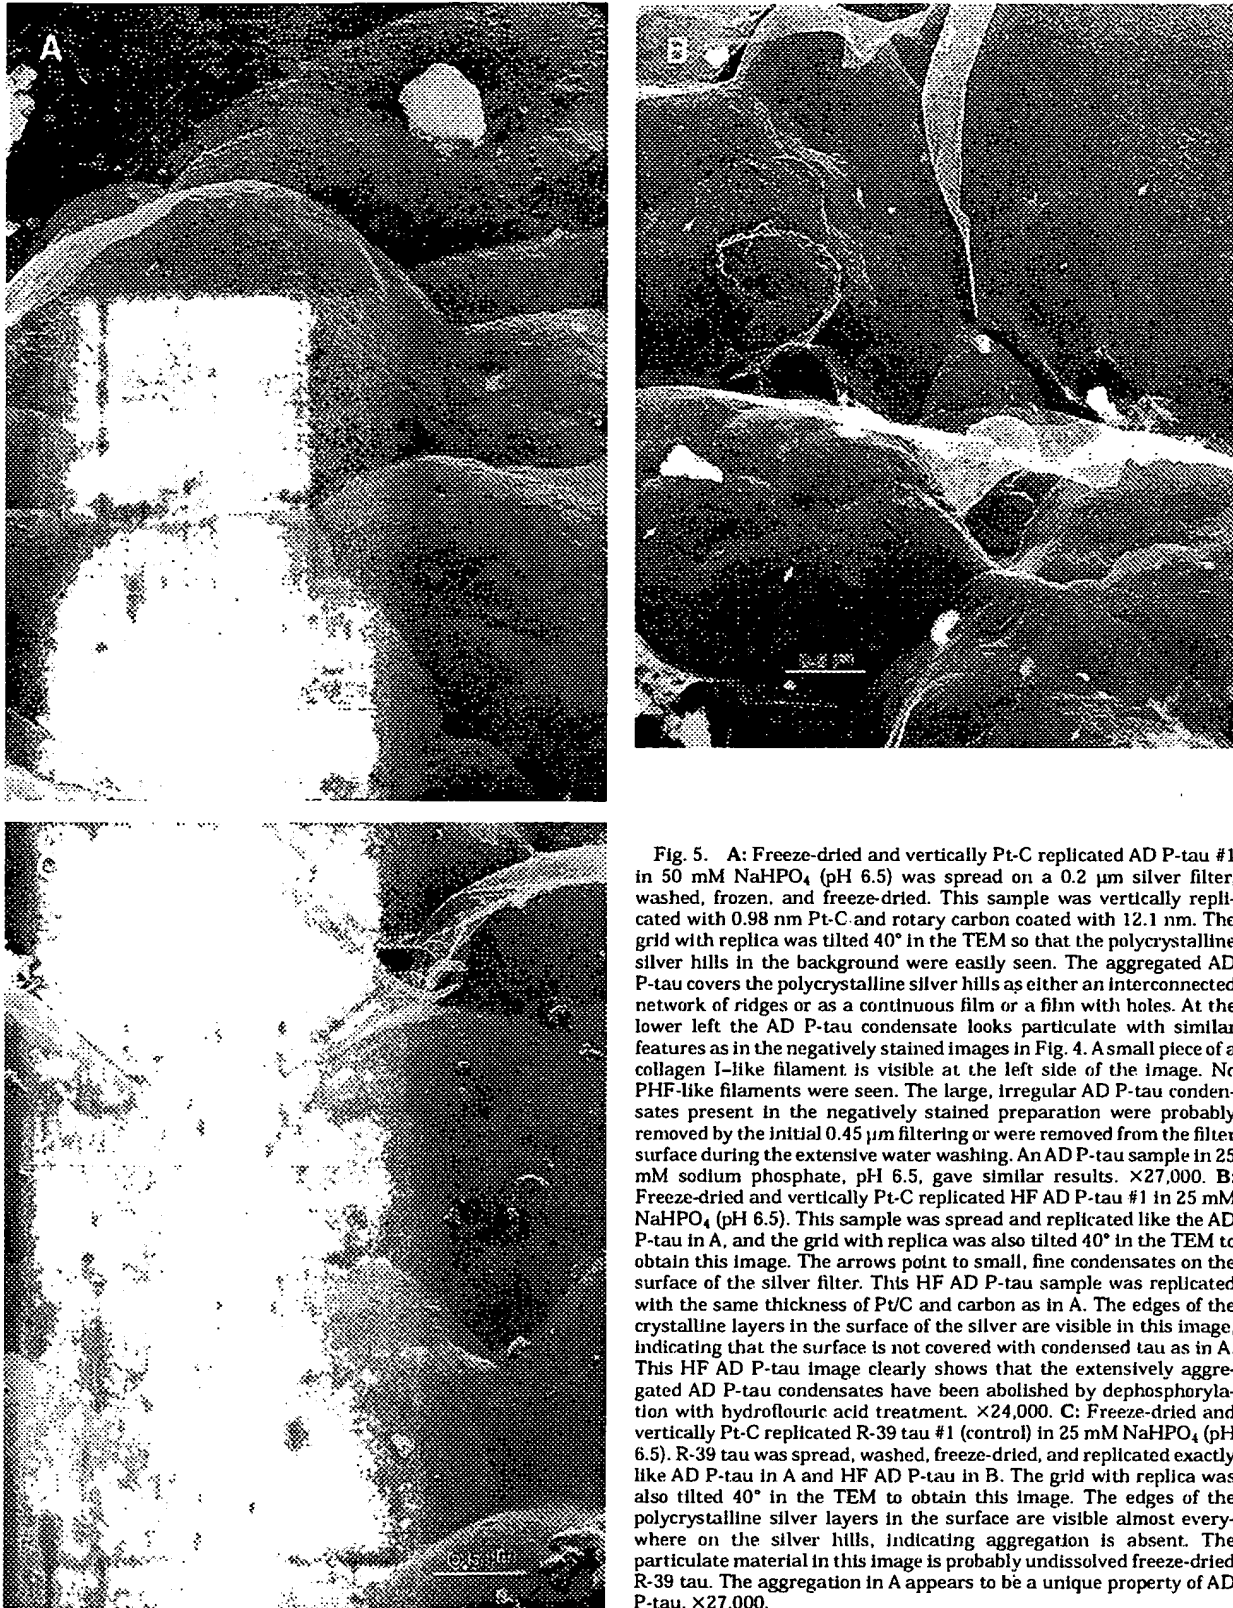 A
B
Fig. 5. A: Freeze-dried and vertically Pt-C replicated AD P-tau #1
in 50 mM NaHPO₄ (pH 6.5) was spread on a 0.2 μm silver filter,
washed, frozen, and freeze-dried. This sample was vertically repli-
cated with 0.98 nm Pt-C and rotary carbon coated with 12.1 nm. The
grid with replica was tilted 40° in the TEM so that the polycrystalline
silver hills in the background were easily seen. The aggregated AD
P-tau covers the polycrystalline silver hills as either an interconnected
network of ridges or as a continuous film or a film with holes. At the
lower left the AD P-tau condensate looks particulate with similar
features as in the negatively stained images in Fig. 4. A small piece of a
collagen I–like filament is visible at the left side of the image. No
PHF-like filaments were seen. The large, irregular AD P-tau conden-
sates present in the negatively stained preparation were probably
removed by the initial 0.45 μm filtering or were removed from the filter
surface during the extensive water washing. An AD P-tau sample in 25
mM sodium phosphate, pH 6.5, gave similar results. ×27,000. B:
Freeze-dried and vertically Pt-C replicated HF AD P-tau #1 in 25 mM
NaHPO₄ (pH 6.5). This sample was spread and replicated like the AD
P-tau in A, and the grid with replica was also tilted 40° in the TEM to
obtain this image. The arrows point to small, fine condensates on the
surface of the silver filter. This HF AD P-tau sample was replicated
with the same thickness of Pt/C and carbon as in A. The edges of the
crystalline layers in the surface of the silver are visible in this image,
indicating that the surface is not covered with condensed tau as in A.
This HF AD P-tau image clearly shows that the extensively aggre-
gated AD P-tau condensates have been abolished by dephosphoryla-
tion with hydroflouric acid treatment. ×24,000. C: Freeze-dried and
vertically Pt-C replicated R-39 tau #1 (control) in 25 mM NaHPO₄ (pH
6.5). R-39 tau was spread, washed, freeze-dried, and replicated exactly
like AD P-tau in A and HF AD P-tau in B. The grid with replica was
also tilted 40° in the TEM to obtain this image. The edges of the
polycrystalline silver layers in the surface are visible almost every-
where on the silver hills, indicating aggregation is absent. The
particulate material in this image is probably undissolved freeze-dried
R-39 tau. The aggregation in A appears to be a unique property of AD
P-tau. ×27,000.